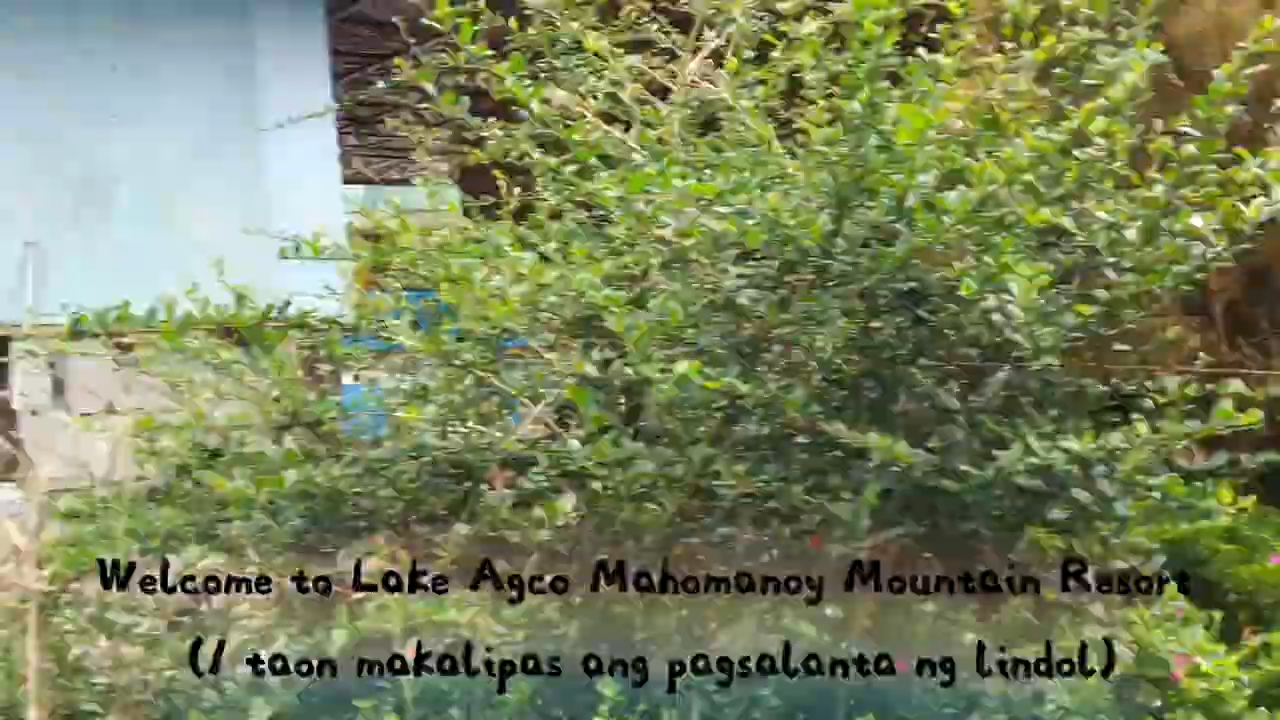 Welcome to Lake Agco Mahomanoy Mountain Resort
(1 taon makalipas ang pagsalanta ng lindol)